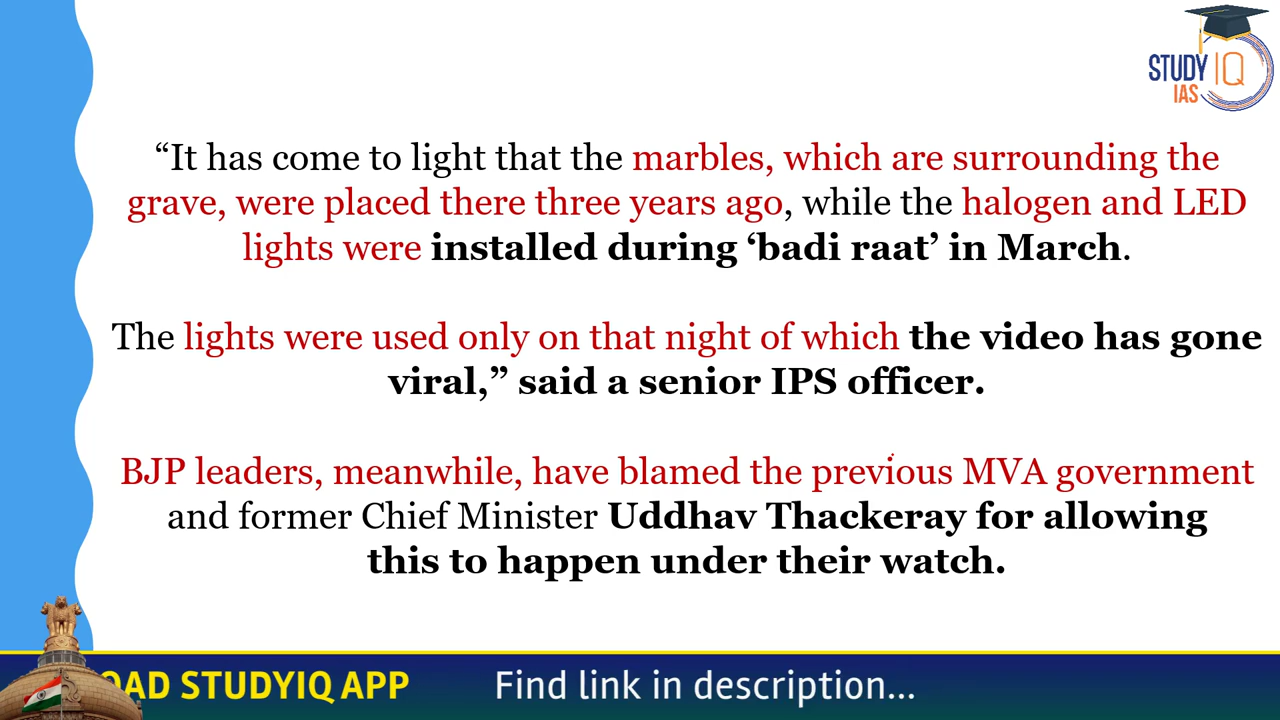 STUDY IQ
IAS
“It has come to light that the marbles, which are surrounding the
grave, were placed there three years ago, while the halogen and LED
lights were installed during ‘badi raat’ in March.
The lights were used only on that night of which the video has gone
viral,” said a senior IPS officer.
BJP leaders, meanwhile, have blamed the previous MVA government
and former Chief Minister Uddhav Thackeray for allowing
this to happen under their watch.
OAD STUDYIQ APP Find link in description...